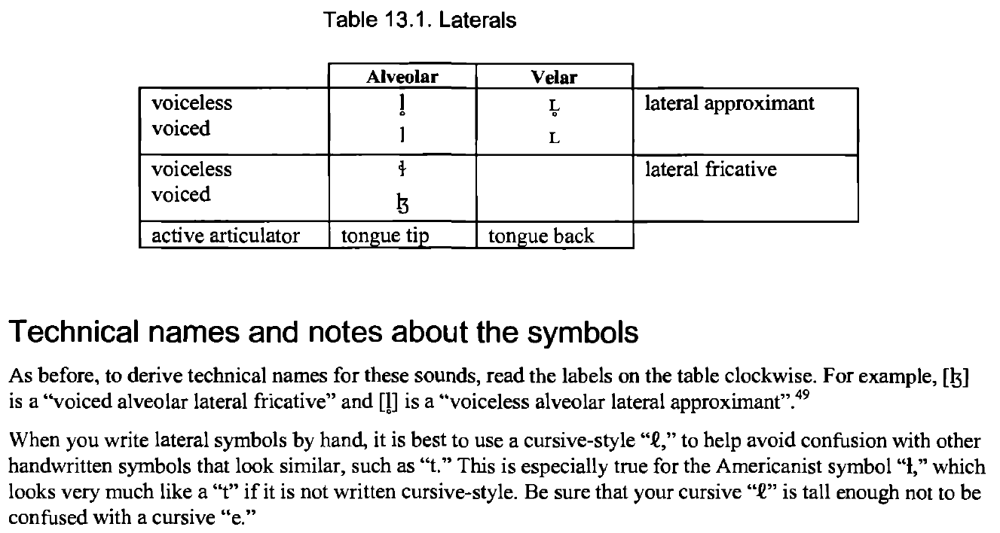 Table 13.1. Laterals
Alveolar Velar
voiceless l̥ ʟ̥ lateral approximant
voiced l ʟ
voiceless ɬ lateral fricative
voiced ɮ
active articulator tongue tip tongue back
Technical names and notes about the symbols
As before, to derive technical names for these sounds, read the labels on the table clockwise. For example, [ɮ]
is a “voiced alveolar lateral fricative” and [l̥] is a “voiceless alveolar lateral approximant”.⁴⁹
When you write lateral symbols by hand, it is best to use a cursive-style “ℓ,” to help avoid confusion with other
handwritten symbols that look similar, such as “t.” This is especially true for the Americanist symbol “ƚ,” which
looks very much like a “t” if it is not written cursive-style. Be sure that your cursive “ℓ” is tall enough not to be
confused with a cursive “e.”